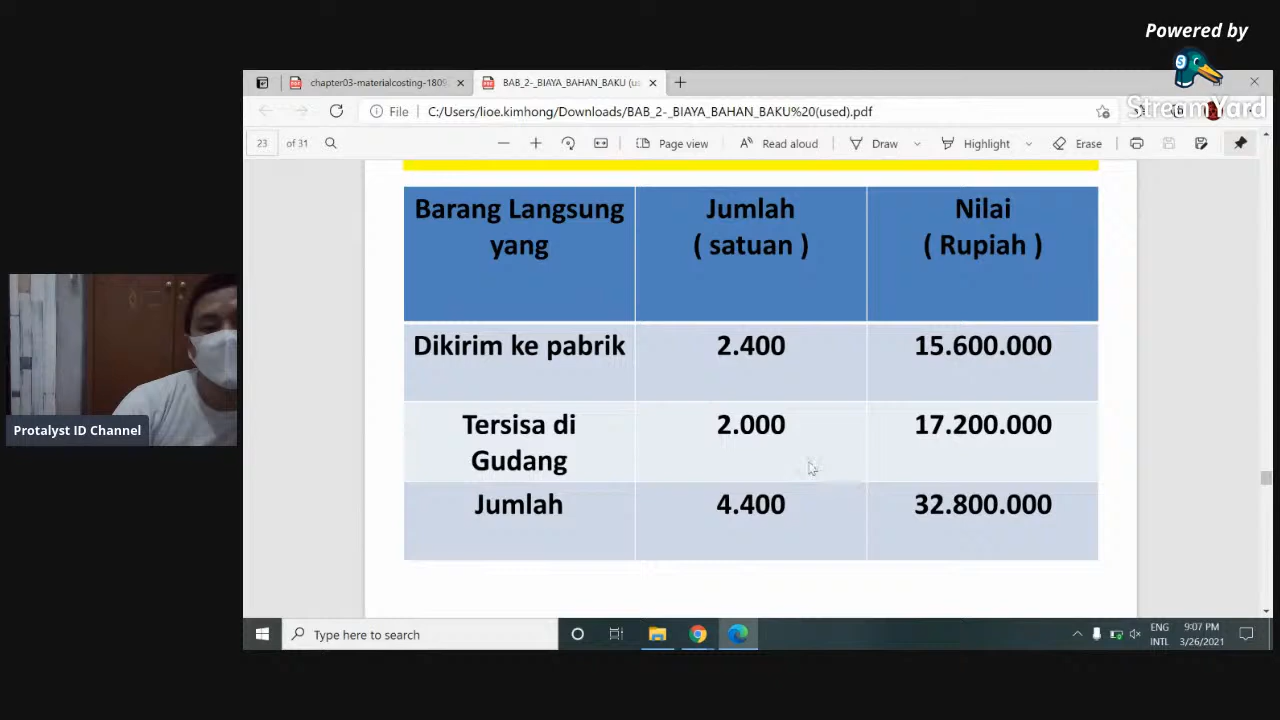 Powered by
StreamYard
chapter03-materialcosting-1809
BAB_2-_BIAYA_BAHAN_BAKU (us
File
C:/Users/lioe.kimhong/Downloads/BAB_2-_BIAYA_BAHAN_BAKU%20(used).pdf
23 of 31
Page view
Read aloud
Draw
Highlight
Erase
Barang Langsung
yang
Jumlah
( satuan )
Nilai
( Rupiah )
Dikirim ke pabrik 2.400 15.600.000
Tersisa di
Gudang
2.000 17.200.000
Jumlah 4.400 32.800.000
Protalyst ID Channel
Type here to search
ENG
INTL
9:07 PM
3/26/2021